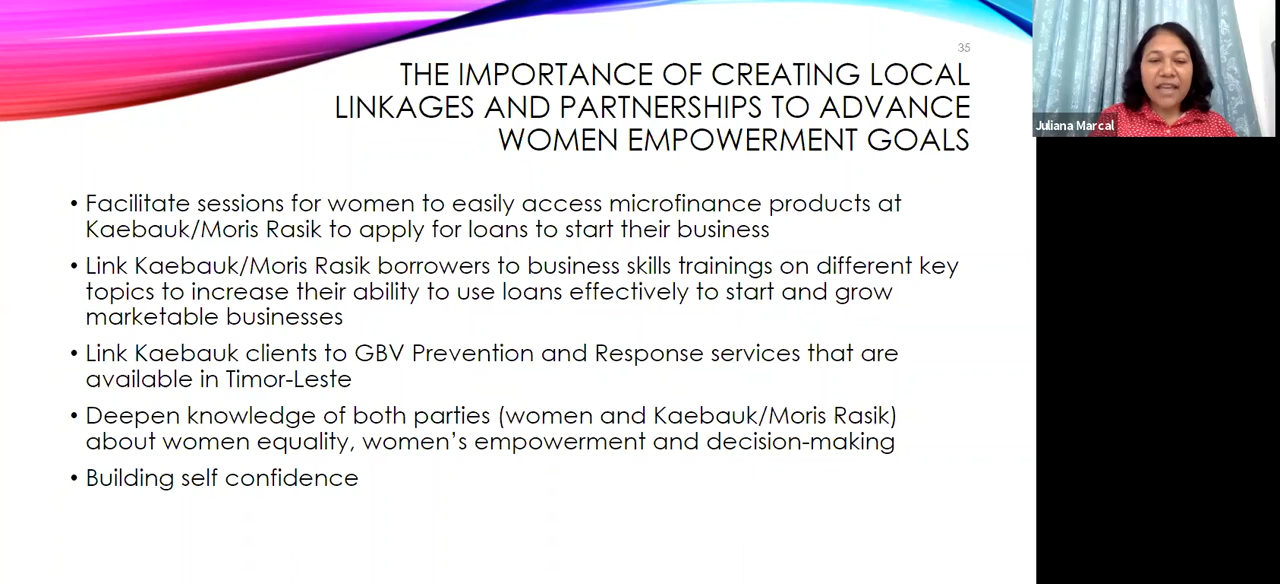 35
THE IMPORTANCE OF CREATING LOCAL
LINKAGES AND PARTNERSHIPS TO ADVANCE
WOMEN EMPOWERMENT GOALS
• Facilitate sessions for women to easily access microfinance products at
Kaebauk/Moris Rasik to apply for loans to start their business
• Link Kaebauk/Moris Rasik borrowers to business skills trainings on different key
topics to increase their ability to use loans effectively to start and grow
marketable businesses
• Link Kaebauk clients to GBV Prevention and Response services that are
available in Timor-Leste
• Deepen knowledge of both parties (women and Kaebauk/Moris Rasik)
about women equality, women’s empowerment and decision-making
• Building self confidence
Juliana Marcal